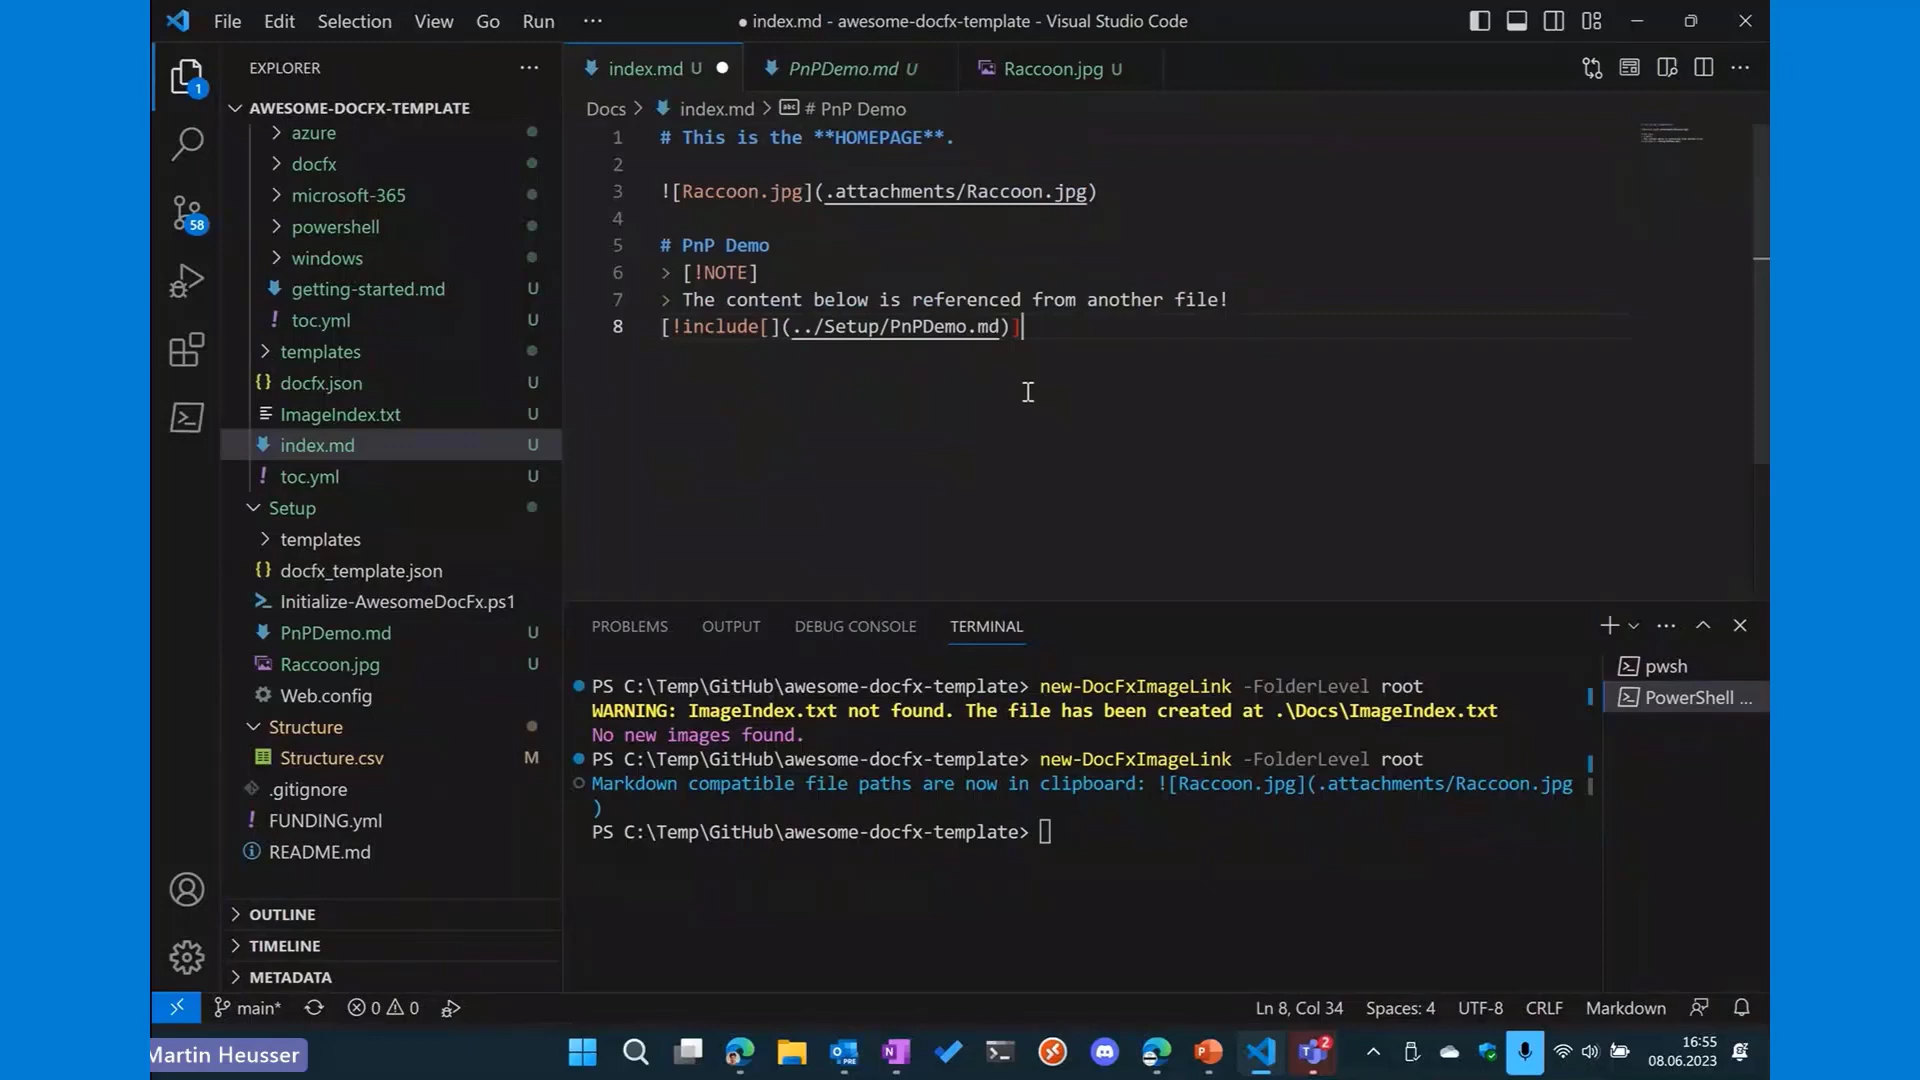 File Edit Selection View Go Run ··· ● index.md - awesome-docfx-template - Visual Studio Code
EXPLORER ···
AWESOME-DOCFX-TEMPLATE
azure
docfx
microsoft-365
powershell
windows
getting-started.md U
! toc.yml U
templates
{} docfx.json U
ImageIndex.txt U
index.md U
! toc.yml U
Setup
templates
{} docfx_template.json
Initialize-AwesomeDocFx.ps1
PnPDemo.md U
Raccoon.jpg U
Web.config
Structure
Structure.csv M
.gitignore
! FUNDING.yml
README.md
OUTLINE
TIMELINE
METADATA
1
58
index.md U ● PnPDemo.md U Raccoon.jpg U
Docs > index.md > # PnP Demo
1 # This is the **HOMEPAGE**.
2
3 ![Raccoon.jpg](.attachments/Raccoon.jpg)
4
5 # PnP Demo
6 > [!NOTE]
7 > The content below is referenced from another file!
8 [!include[](../Setup/PnPDemo.md)]
PROBLEMS OUTPUT DEBUG CONSOLE TERMINAL
PS C:\Temp\GitHub\awesome-docfx-template> new-DocFxImageLink -FolderLevel root
WARNING: ImageIndex.txt not found. The file has been created at .\Docs\ImageIndex.txt
No new images found.
PS C:\Temp\GitHub\awesome-docfx-template> new-DocFxImageLink -FolderLevel root
Markdown compatible file paths are now in clipboard: ![Raccoon.jpg](.attachments/Raccoon.jpg
)
PS C:\Temp\GitHub\awesome-docfx-template>
pwsh
PowerShell ...
main* 0 0 Ln 8, Col 34 Spaces: 4 UTF-8 CRLF Markdown
Martin Heusser
PRE
2
16:55
08.06.2023